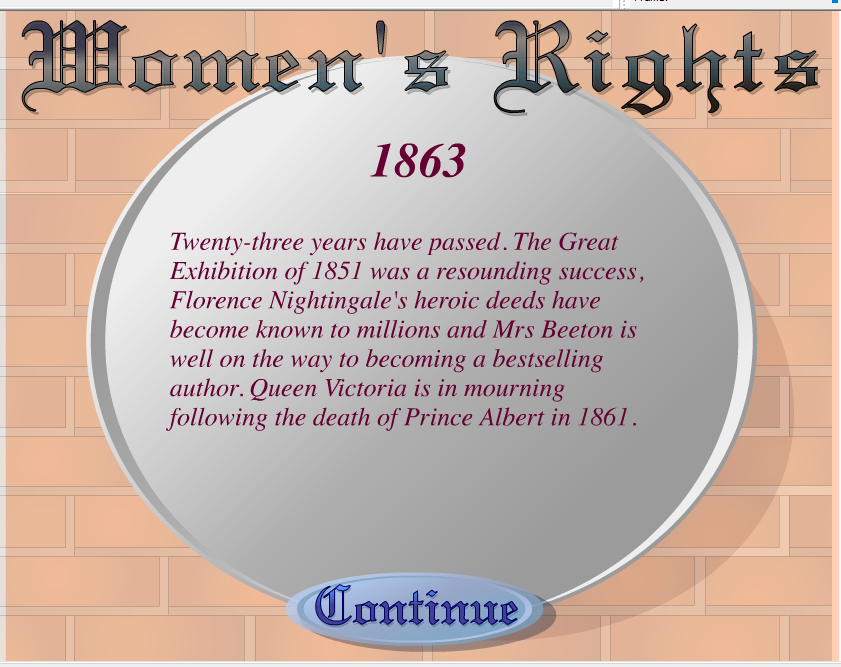 Women's Rights
1863
Twenty-three years have passed. The Great
Exhibition of 1851 was a resounding success,
Florence Nightingale's heroic deeds have
become known to millions and Mrs Beeton is
well on the way to becoming a bestselling
author. Queen Victoria is in mourning
following the death of Prince Albert in 1861.
Continue